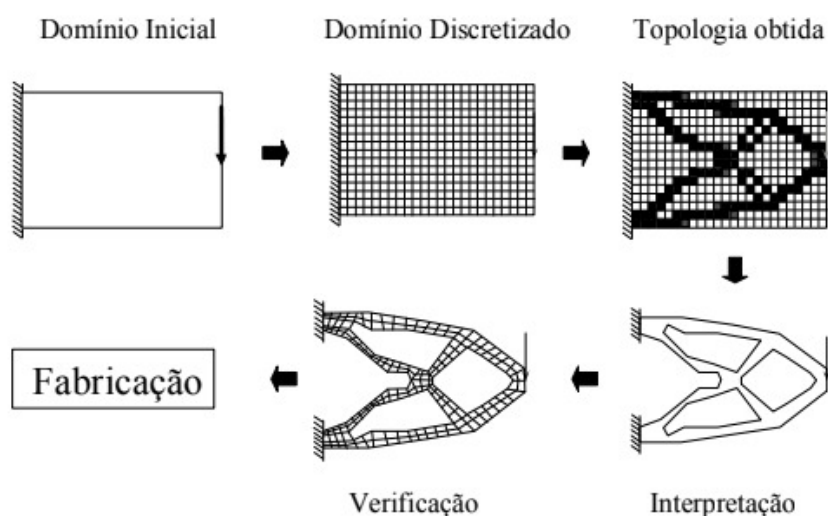 Domínio Inicial
Domínio Discretizado
Topologia obtida
Fabricação
Verificação
Interpretação